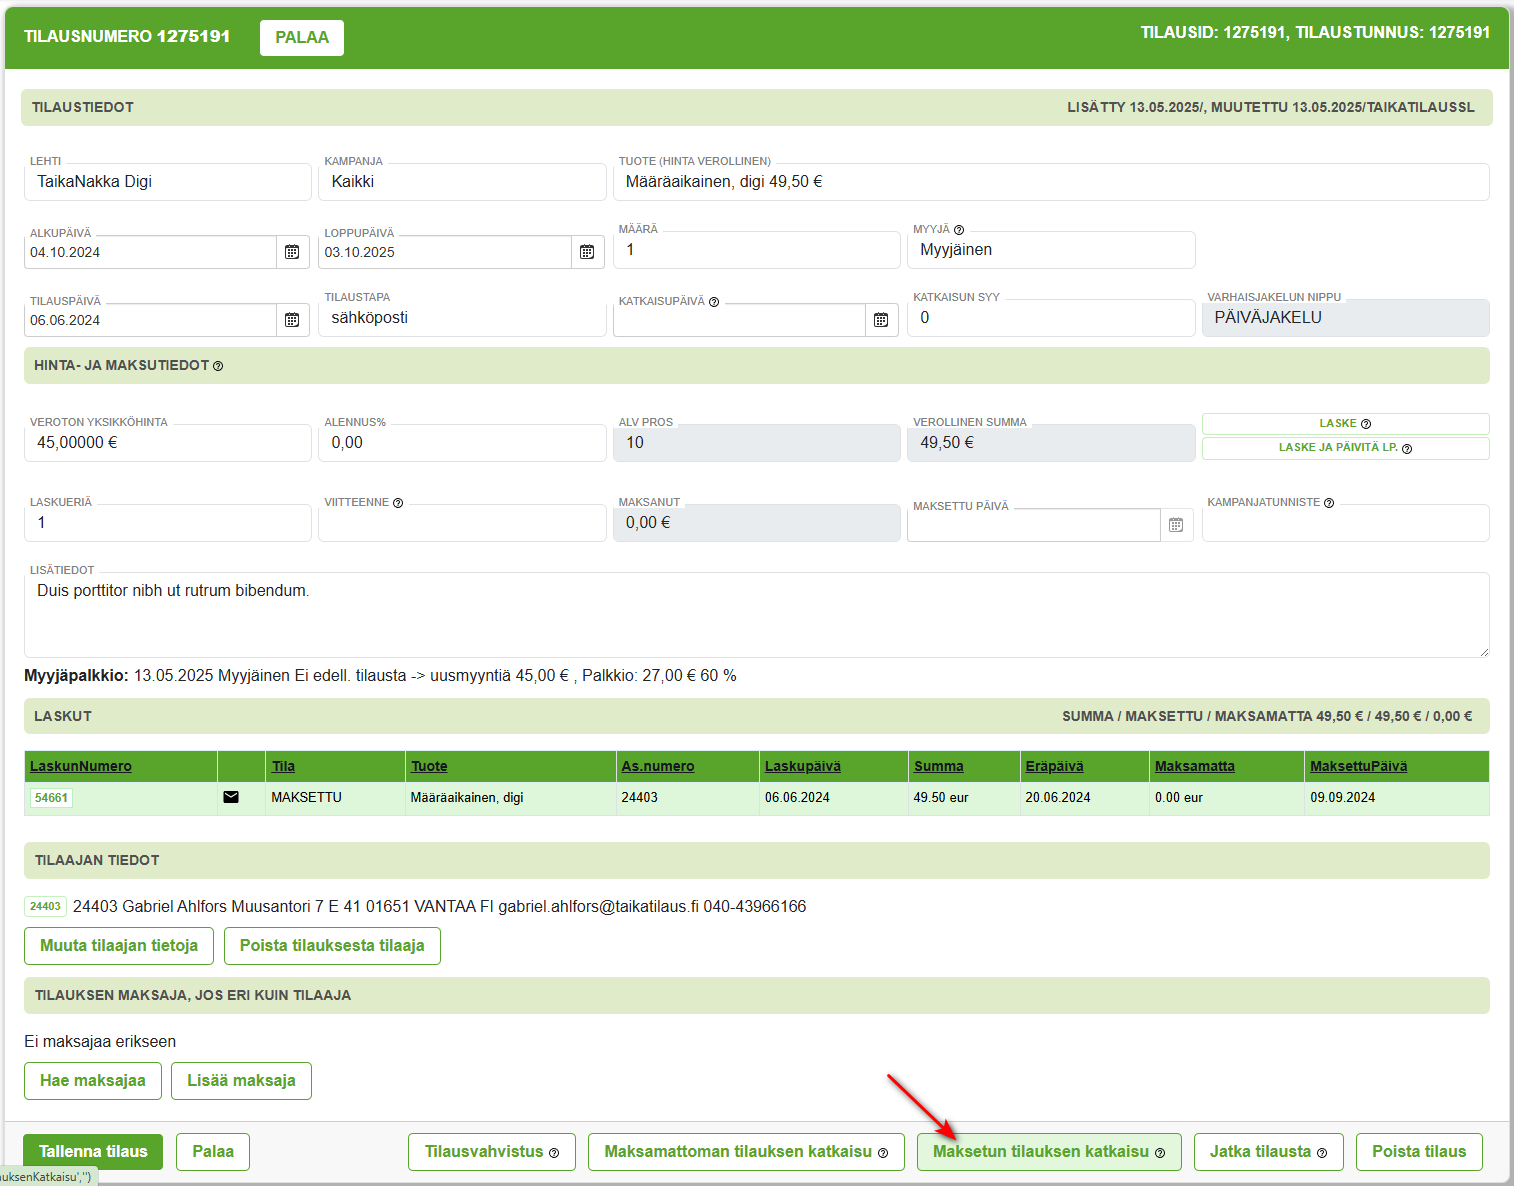 TILAUSNUMERO 1275191 PALAA TILAUSID: 1275191, TILAUSTUNNUS: 1275191
TILAUSTIEDOT LISÄTTY 13.05.2025/, MUUTETTU 13.05.2025/TAIKATILAUSSL
LEHTI KAMPANJA TUOTE (HINTA VEROLLINEN)
TaikaNakka Digi Kaikki Määräaikainen, digi 49,50 €
ALKUPÄIVÄ LOPPUPÄIVÄ MÄÄRÄ MYYJÄ
04.10.2024 03.10.2025 1 Myyjäinen
TILAUSPÄIVÄ TILAUSTAPA KATKAISUPÄIVÄ KATKAISUN SYY VARHAISJAKELUN NIPPU
06.06.2024 sähköposti 0 PÄIVÄJAKELU
HINTA- JA MAKSUTIEDOT
VEROTON YKSIKKÖHINTA ALENNUS% ALV PROS VEROLLINEN SUMMA LASKE
45,00000 € 0,00 10 49,50 € LASKE JA PÄIVITÄ LP.
LASKUERIÄ VIITTEENNE MAKSANUT MAKSETTU PÄIVÄ KAMPANJATUNNISTE
1 0,00 €
LISÄTIEDOT
Duis porttitor nibh ut rutrum bibendum.
Myyjäpalkkio: 13.05.2025 Myyjäinen Ei edell. tilausta -> uusmyyntiä 45,00 € , Palkkio: 27,00 € 60 %
LASKUT SUMMA / MAKSETTU / MAKSAMATTA 49,50 € / 49,50 € / 0,00 €
LaskunNumero Tila Tuote As.numero Laskupäivä Summa Eräpäivä Maksamatta MaksettuPäivä
54661 MAKSETTU Määräaikainen, digi 24403 06.06.2024 49.50 eur 20.06.2024 0.00 eur 09.09.2024
TILAAJAN TIEDOT
24403 24403 Gabriel Ahlfors Muusantori 7 E 41 01651 VANTAA FI gabriel.ahlfors@taikatilaus.fi 040-43966166
Muuta tilaajan tietoja Poista tilauksesta tilaaja
TILAUKSEN MAKSAJA, JOS ERI KUIN TILAAJA
Ei maksajaa erikseen
Hae maksajaa Lisää maksaja
Tallenna tilaus Palaa Tilausvahvistus Maksamattoman tilauksen katkaisu Maksetun tilauksen katkaisu Jatka tilausta Poista tilaus
uksenKatkaisu','')